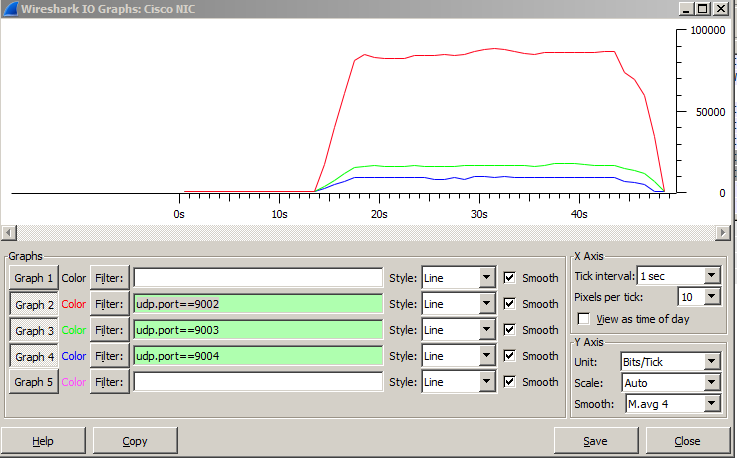 Wireshark IO Graphs: Cisco NIC
100000
50000
0
0s 10s 20s 30s 40s
Graphs
Graph 1 Color Filter: Style: Line Smooth
Graph 2 Color Filter: udp.port==9002 Style: Line Smooth
Graph 3 Color Filter: udp.port==9003 Style: Line Smooth
Graph 4 Color Filter: udp.port==9004 Style: Line Smooth
Graph 5 Color Filter: Style: Line Smooth
X Axis
Tick interval: 1 sec
Pixels per tick: 10
View as time of day
Y Axis
Unit: Bits/Tick
Scale: Auto
Smooth: M.avg 4
Help Copy Save Close